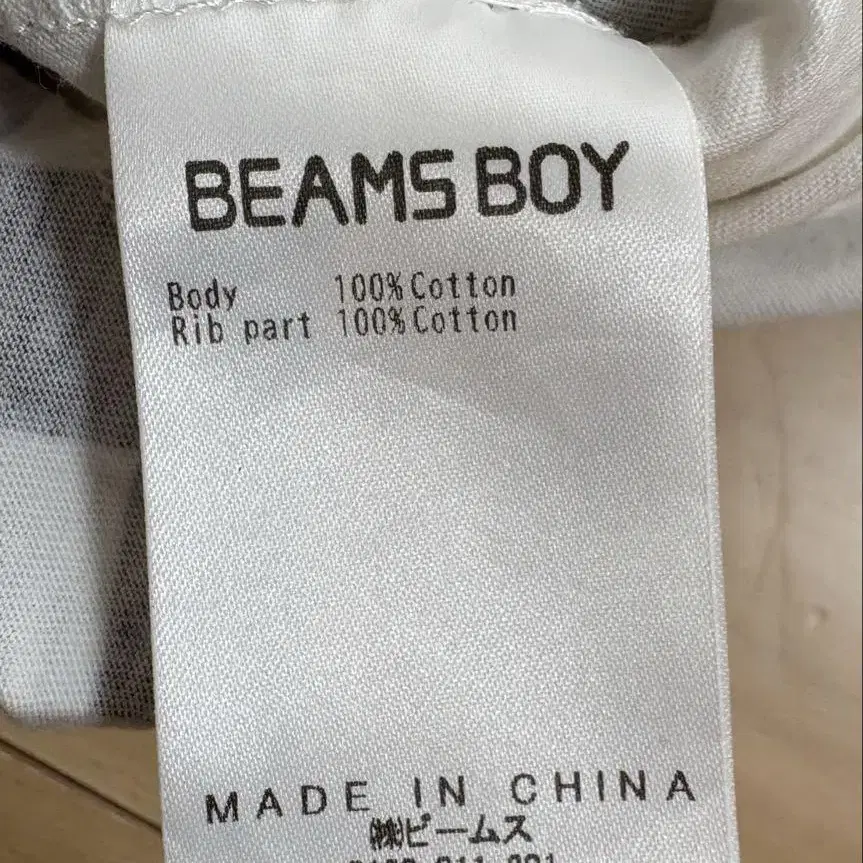 BEAMS BOY
Body 100% Cotton
Rib part 100% Cotton
MADE IN CHINA
㈱ビームス